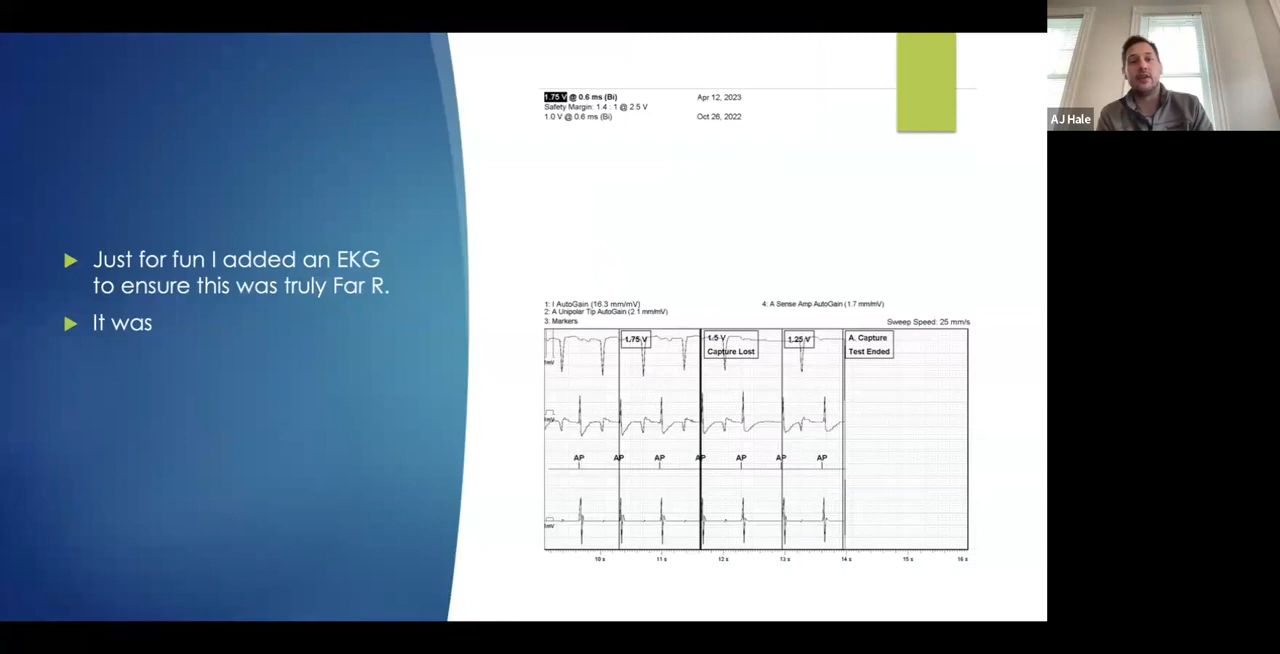 1.75 V @ 0.6 ms (Bi) Apr 12, 2023
Safety Margin: 1.4 : 1 @ 2.5 V
1.0 V @ 0.6 ms (Bi) Oct 26, 2022
AJ Hale
Just for fun I added an EKG
to ensure this was truly Far R.
It was
1: I AutoGain (16.3 mm/mV) 4: A Sense Amp AutoGain (1.7 mm/mV)
2: A Unipolar Tip AutoGain (2.1 mm/mV)
3: Markers Sweep Speed: 25 mm/s
1.75 V 1.5 V 1.25 V A. Capture
Capture Lost Test Ended
1mV
1mV
AP AP AP AP AP AP AP
1mV
10 s 11 s 12 s 13 s 14 s 15 s 16 s